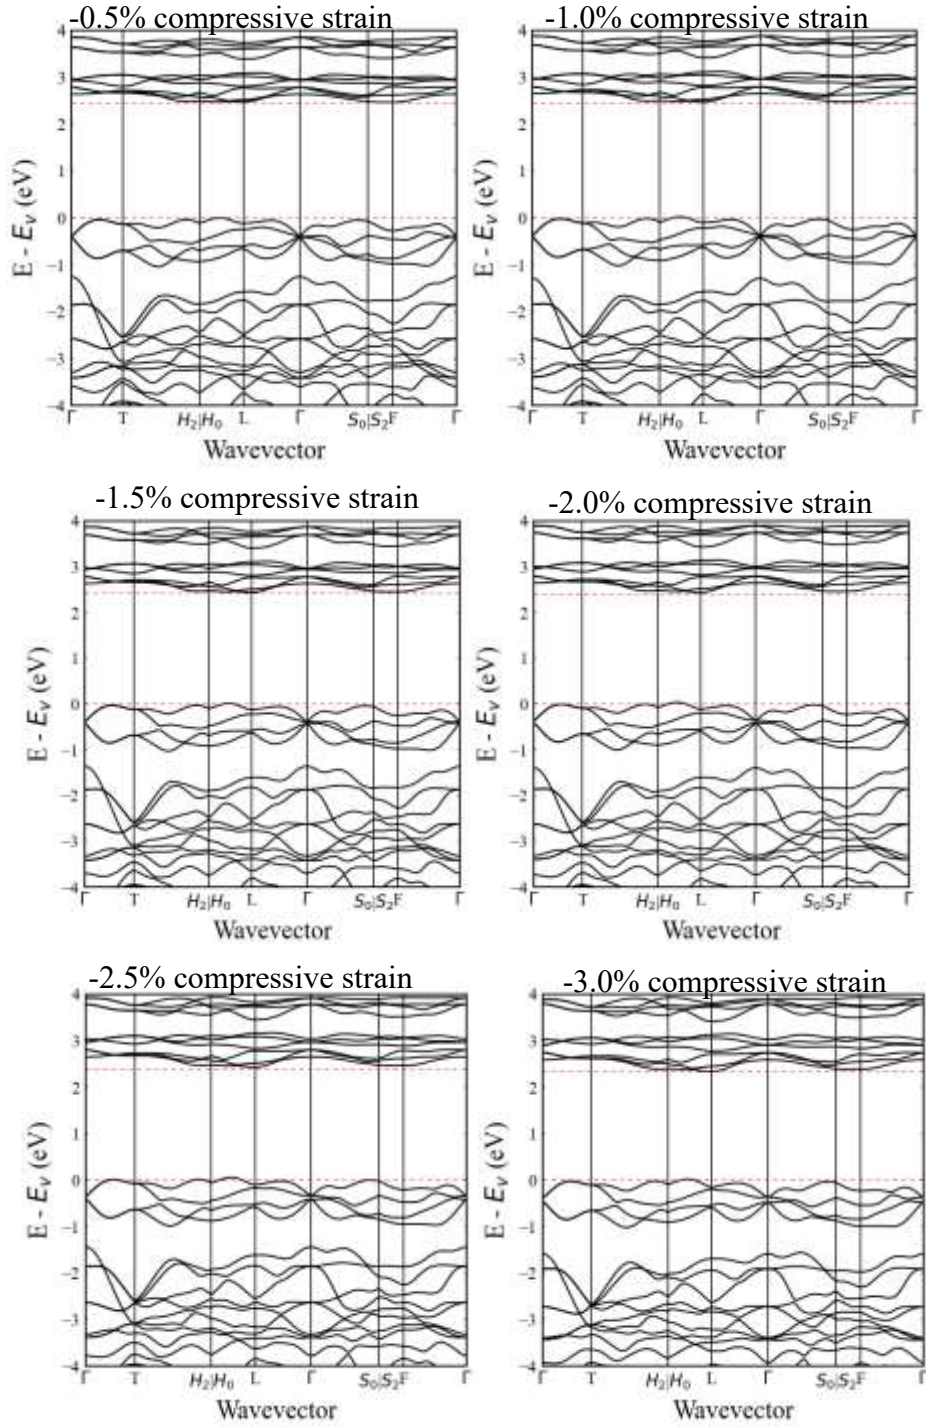 -0.5% compressive strain
-1.0% compressive strain
4
3
2
1
0
−1
−2
−3
−4
E - Eᵥ (eV)
Γ T H₂|H₀ L Γ S₀|S₂F Γ
Wavevector
4
3
2
1
0
−1
−2
−3
−4
E - Eᵥ (eV)
Γ T H₂|H₀ L Γ S₀|S₂F Γ
Wavevector
-1.5% compressive strain
-2.0% compressive strain
4
3
2
1
0
−1
−2
−3
−4
E - Eᵥ (eV)
Γ T H₂|H₀ L Γ S₀|S₂F Γ
Wavevector
4
3
2
1
0
−1
−2
−3
−4
E - Eᵥ (eV)
Γ T H₂|H₀ L Γ S₀|S₂F Γ
Wavevector
-2.5% compressive strain
-3.0% compressive strain
4
3
2
1
0
−1
−2
−3
−4
E - Eᵥ (eV)
Γ T H₂|H₀ L Γ S₀|S₂F Γ
Wavevector
4
3
2
1
0
−1
−2
−3
−4
E - Eᵥ (eV)
Γ T H₂|H₀ L Γ S₀|S₂F Γ
Wavevector